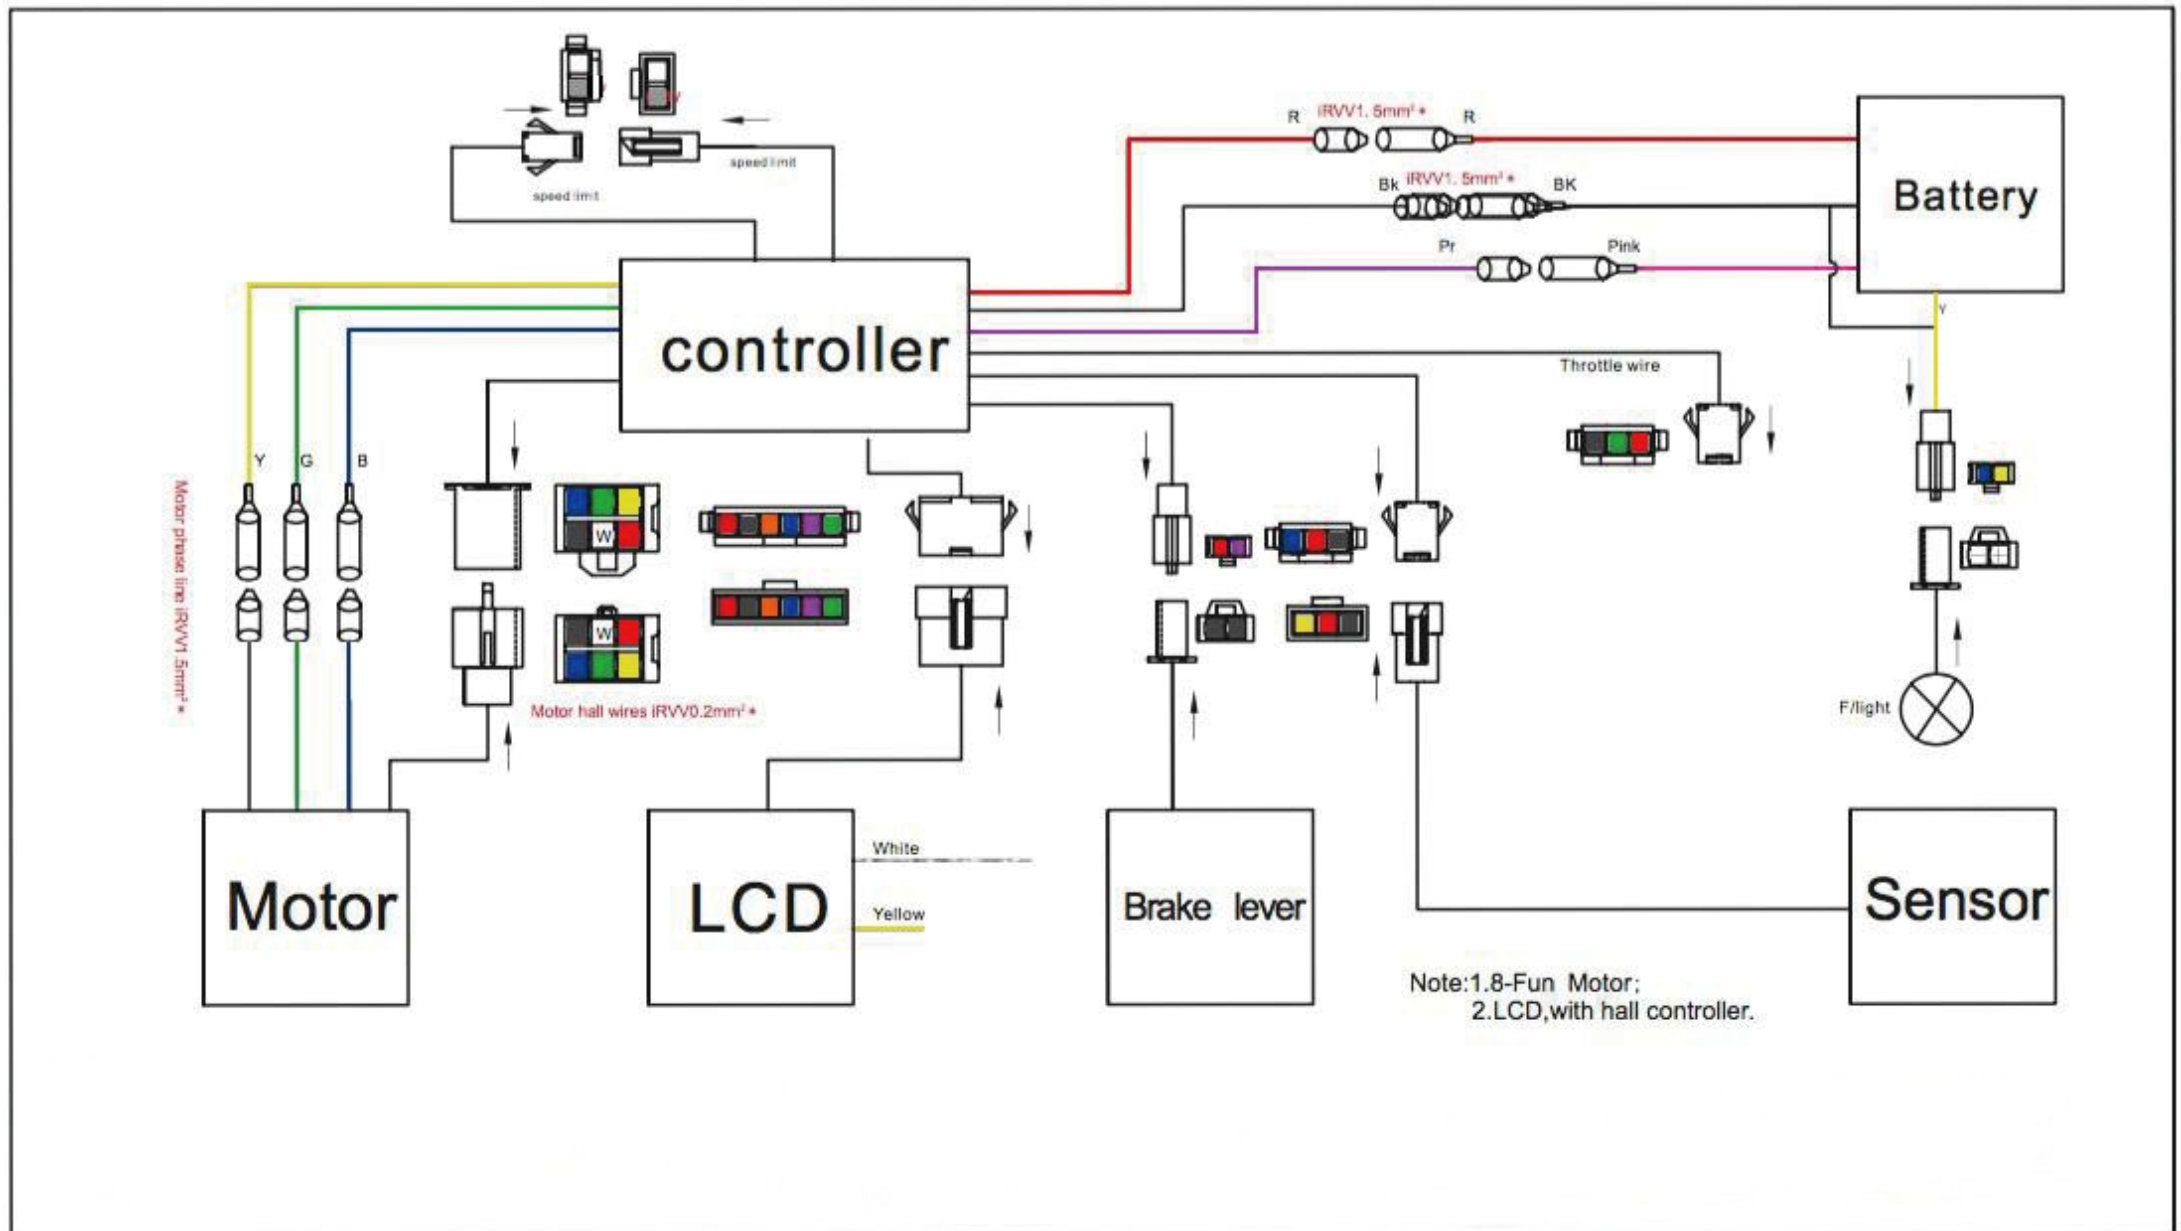 speed limit
speed limit
R
iRVV1. 5mm² *
R
Bk
iRVV1. 5mm² *
BK
Pr
Pink
Battery
Y
controller
Throttle wire
Y
G
B
Motor phase line iRVV1.5mm² *
W
W
Motor hall wires iRVV0.2mm² *
F/light
Motor
LCD
White
Yellow
Brake lever
Sensor
Note:1.8-Fun Motor;
2.LCD,with hall controller.